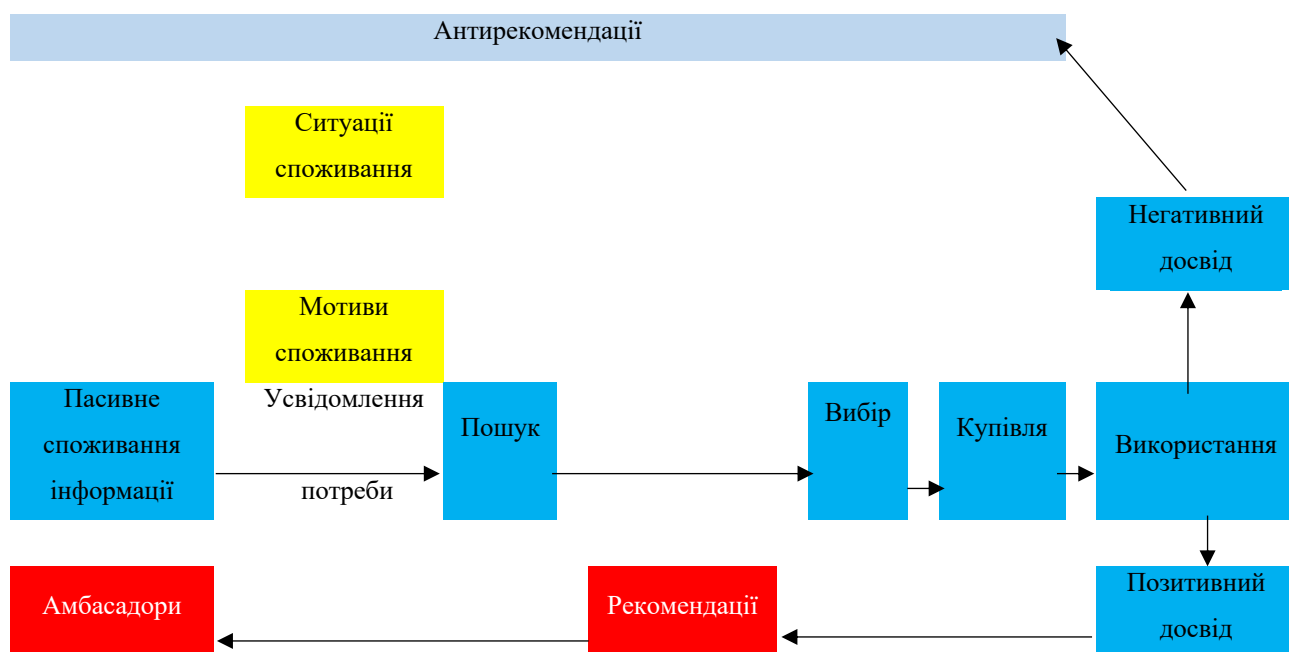 Антирекомендації
Ситуації
споживання
Негативний
досвід
Мотиви
споживання
Пасивне
споживання
інформації
Усвідомлення
потреби
Пошук
Вибір
Купівля
Використання
Амбасадори
Рекомендації
Позитивний
досвід